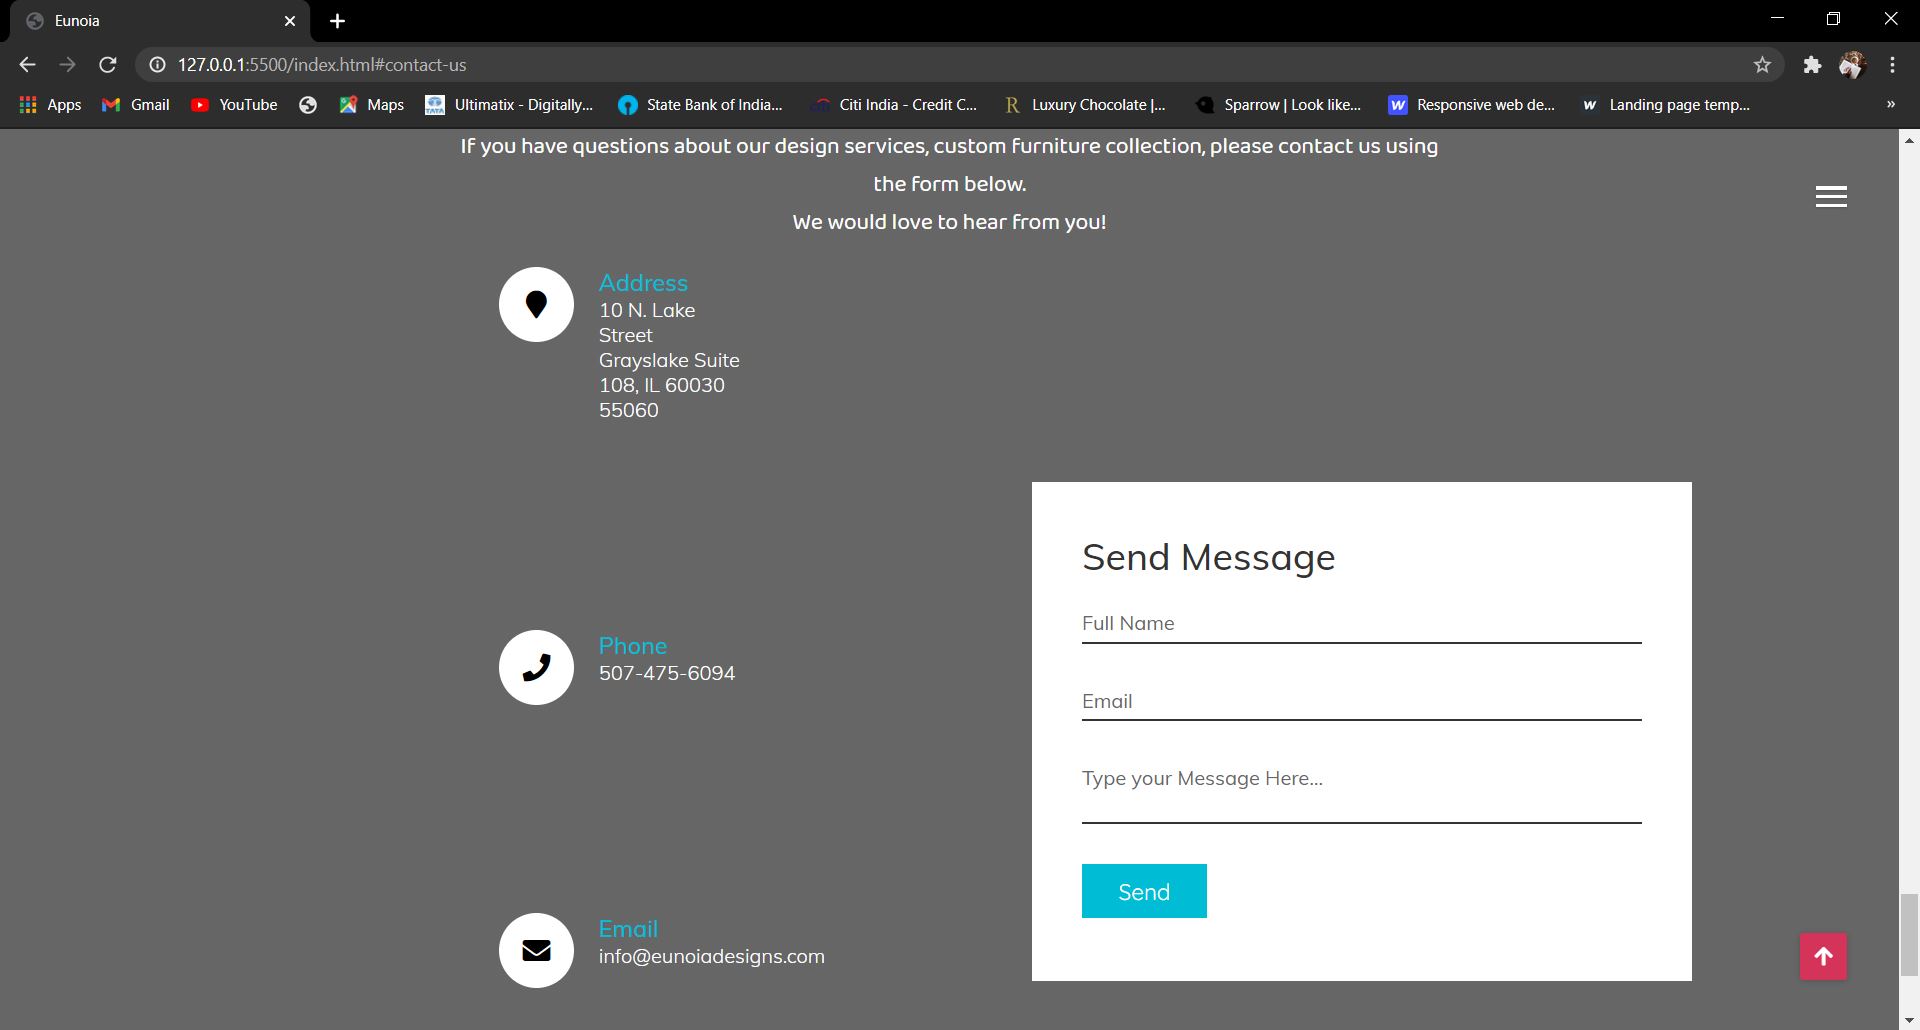 Eunoia
127.0.0.1:5500/index.html#contact-us
Apps
Gmail
YouTube
Maps
TATA
Ultimatix - Digitally...
State Bank of India...
citi
Citi India - Credit C...
R
Luxury Chocolate |...
Sparrow | Look like...
W
Responsive web de...
W
Landing page temp...
»
If you have questions about our design services, custom furniture collection, please contact us using
the form below.
We would love to hear from you!
Address
10 N. Lake
Street
Grayslake Suite
108, IL 60030
55060
Phone
507-475-6094
Email
info@eunoiadesigns.com
Send Message
Full Name
Email
Type your Message Here...
Send